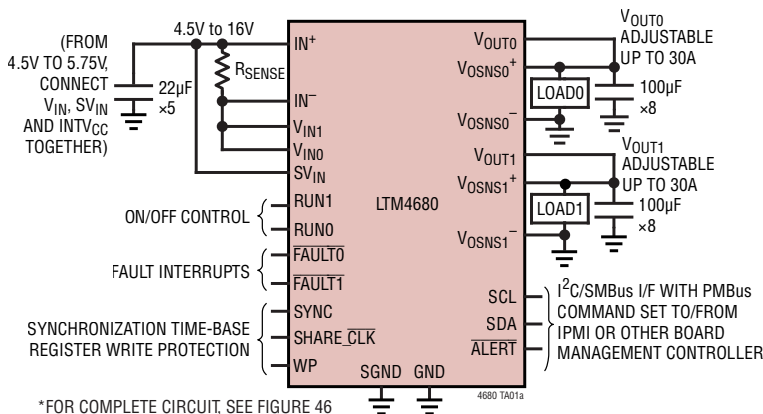 4.5V to 16V
(FROM
4.5V TO 5.75V,
CONNECT
VIN, SVIN
AND INTVCC
TOGETHER)
22µF
×5
RSENSE
IN+
IN–
VIN1
VIN0
SVIN
RUN1
RUN0
ON/OFF CONTROL
FAULT0
FAULT1
FAULT INTERRUPTS
SYNC
SHARE_CLK
WP
SYNCHRONIZATION TIME-BASE
REGISTER WRITE PROTECTION
LTM4680
SGND GND
VOUT0
VOSNS0+
VOSNS0–
VOUT1
VOSNS1+
VOSNS1–
SCL
SDA
ALERT
VOUT0
ADJUSTABLE
UP TO 30A
LOAD0
100µF
×8
VOUT1
ADJUSTABLE
UP TO 30A
LOAD1
100µF
×8
I2C/SMBus I/F WITH PMBus
COMMAND SET TO/FROM
IPMI OR OTHER BOARD
MANAGEMENT CONTROLLER
4680 TA01a
*FOR COMPLETE CIRCUIT, SEE FIGURE 46